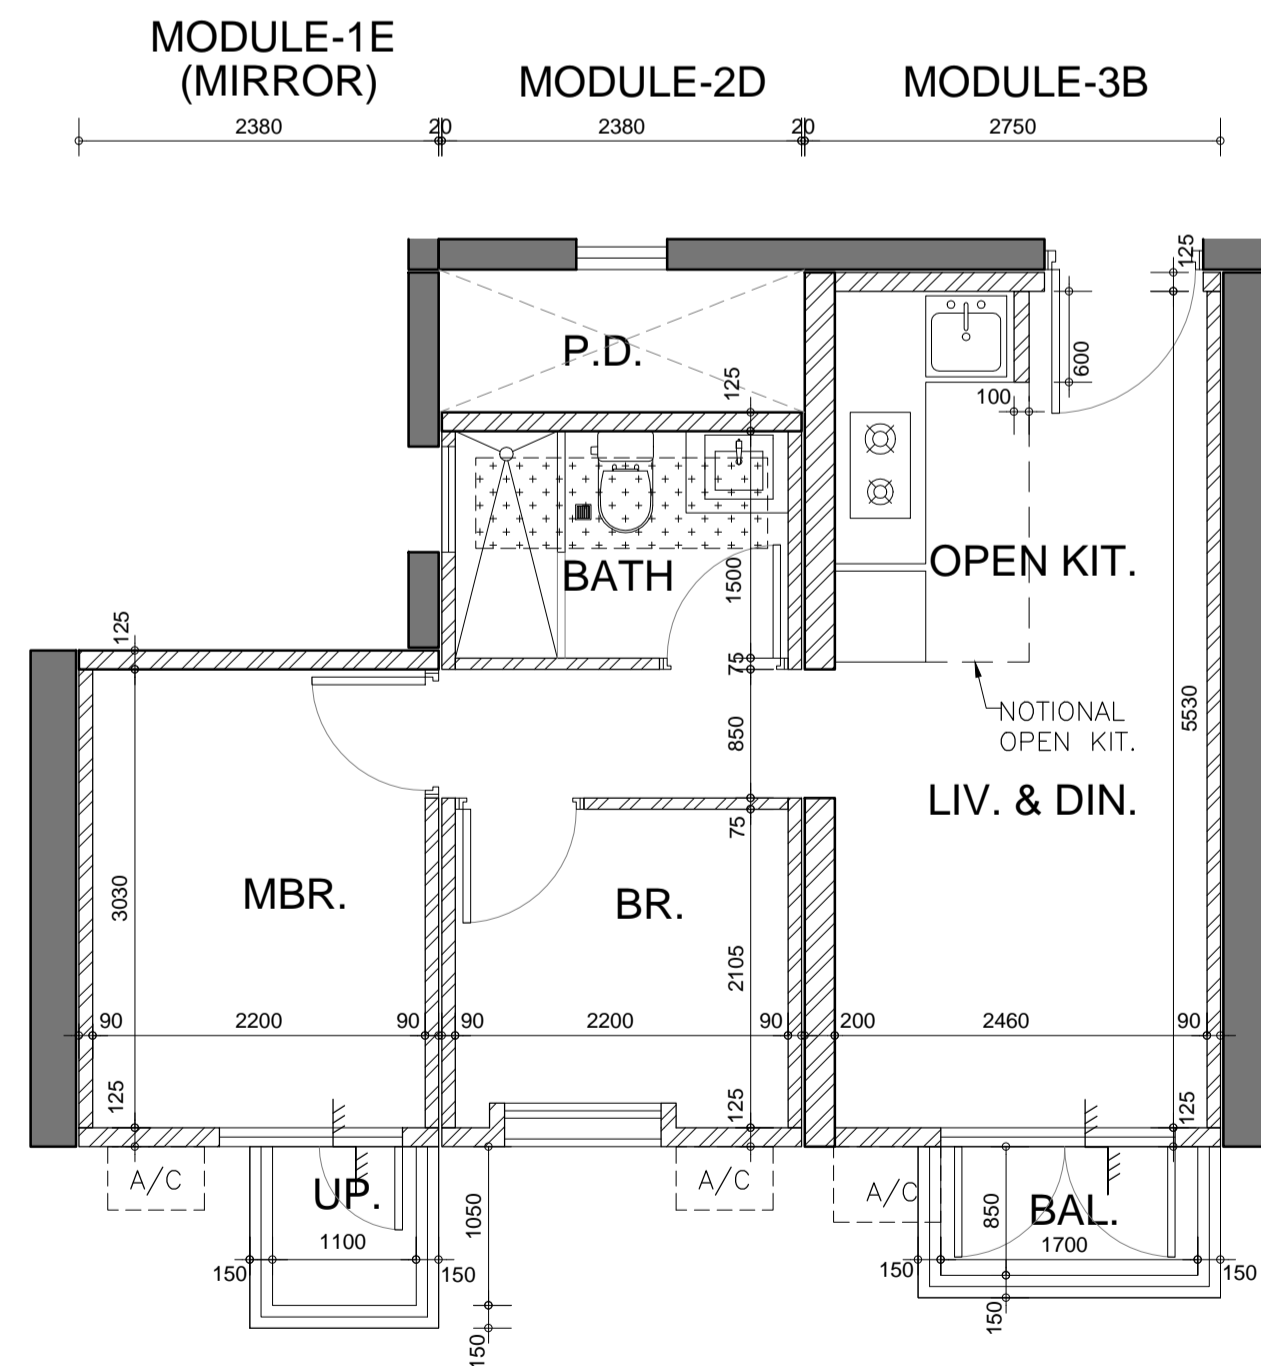 MODULE-1E
(MIRROR)
MODULE-2D
MODULE-3B
2380
20
2380
20
2750
125
P.D.
125
600
100
BATH
1500
OPEN KIT.
125
75
NOTIONAL
OPEN KIT.
5530
850
LIV. & DIN.
75
3030
MBR.
BR.
2105
90
2200
90
90
2200
90
200
2460
90
125
125
125
A/C
UP.
A/C
A/C
BAL.
1050
850
1100
1700
150
150
150
150
150
150